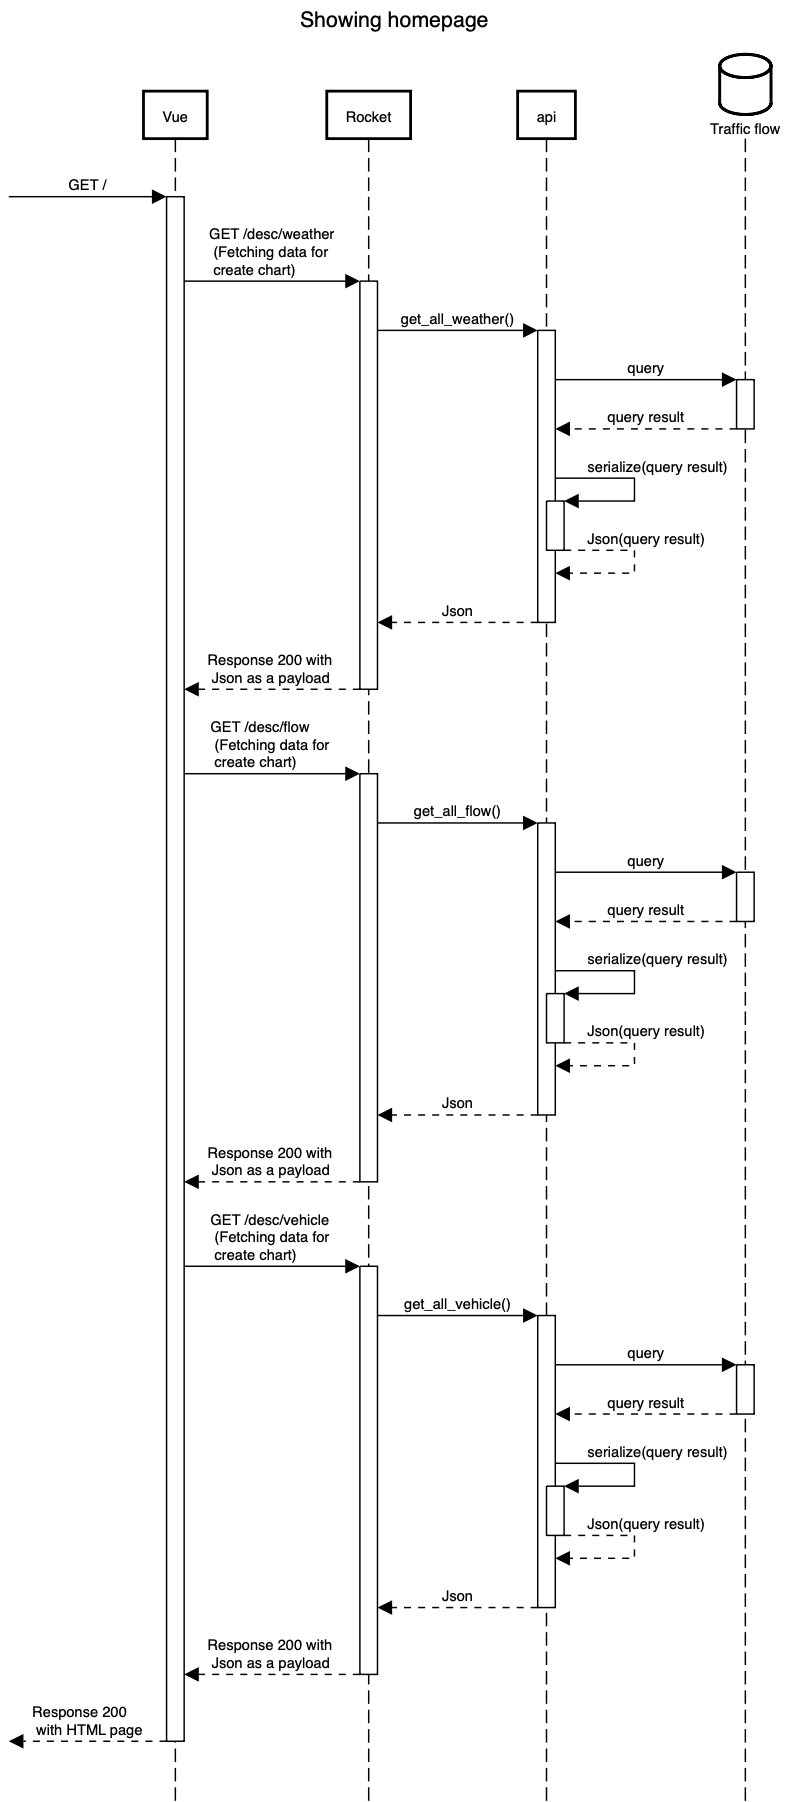 Showing homepage
Vue
Rocket
api
Traffic flow
GET /
GET /desc/weather
(Fetching data for
create chart)
get_all_weather()
query
query result
serialize(query result)
Json(query result)
Json
Response 200 with
Json as a payload
GET /desc/flow
(Fetching data for
create chart)
get_all_flow()
query
query result
serialize(query result)
Json(query result)
Json
Response 200 with
Json as a payload
GET /desc/vehicle
(Fetching data for
create chart)
get_all_vehicle()
query
query result
serialize(query result)
Json(query result)
Json
Response 200 with
Json as a payload
Response 200
with HTML page